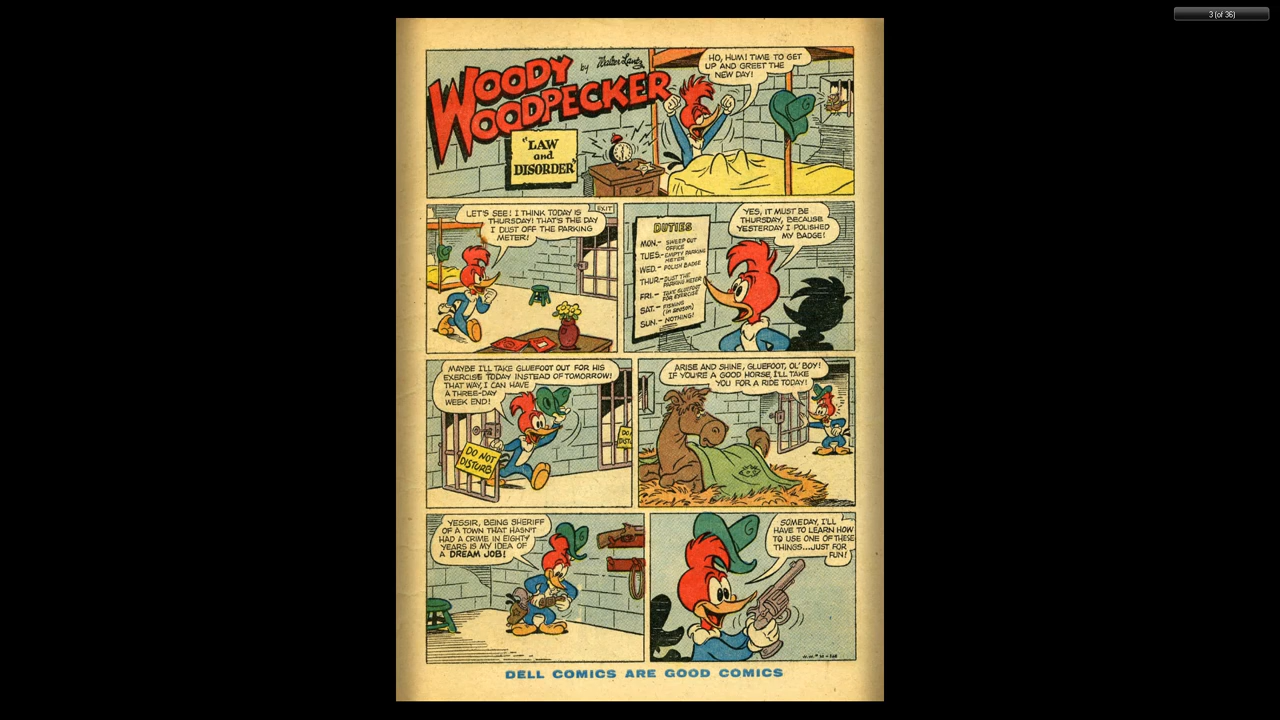 3 (of 36)
WOODY
WOODPECKER
by Walter Lantz
"LAW
and
DISORDER"
HO, HUM! TIME TO GET
UP AND GREET THE
NEW DAY!
LET'S SEE! I THINK TODAY IS
THURSDAY! THAT'S THE DAY
I DUST OFF THE PARKING
METER!
EXIT
DUTIES
MON.- SWEEP OUT
OFFICE
TUES.- EMPTY PARKING
METER
WED.- POLISH BADGE
THUR.- DUST THE
PARKING METER
FRI.- TAKE GLUEFOOT
FOR EXERCISE
SAT.- FISHING
(IN SEASON)
SUN.- NOTHING!
YES, IT MUST BE
THURSDAY, BECAUSE
YESTERDAY I POLISHED
MY BADGE!
MAYBE I'LL TAKE GLUEFOOT OUT FOR HIS
EXERCISE TODAY INSTEAD OF TOMORROW!
THAT WAY, I CAN HAVE
A THREE-DAY
WEEK END!
DO NOT
DISTURB
DO
DIST
ARISE AND SHINE, GLUEFOOT, OL' BOY!
IF YOU'RE A GOOD HORSE, I'LL TAKE
YOU FOR A RIDE TODAY!
YESSIR, BEING SHERIFF
OF A TOWN THAT HASN'T
HAD A CRIME IN EIGHTY
YEARS IS MY IDEA OF
A DREAM JOB!
SOMEDAY, I'LL
HAVE TO LEARN HOW
TO USE ONE OF THESE
THINGS...JUST FOR
FUN!
DELL COMICS ARE GOOD COMICS